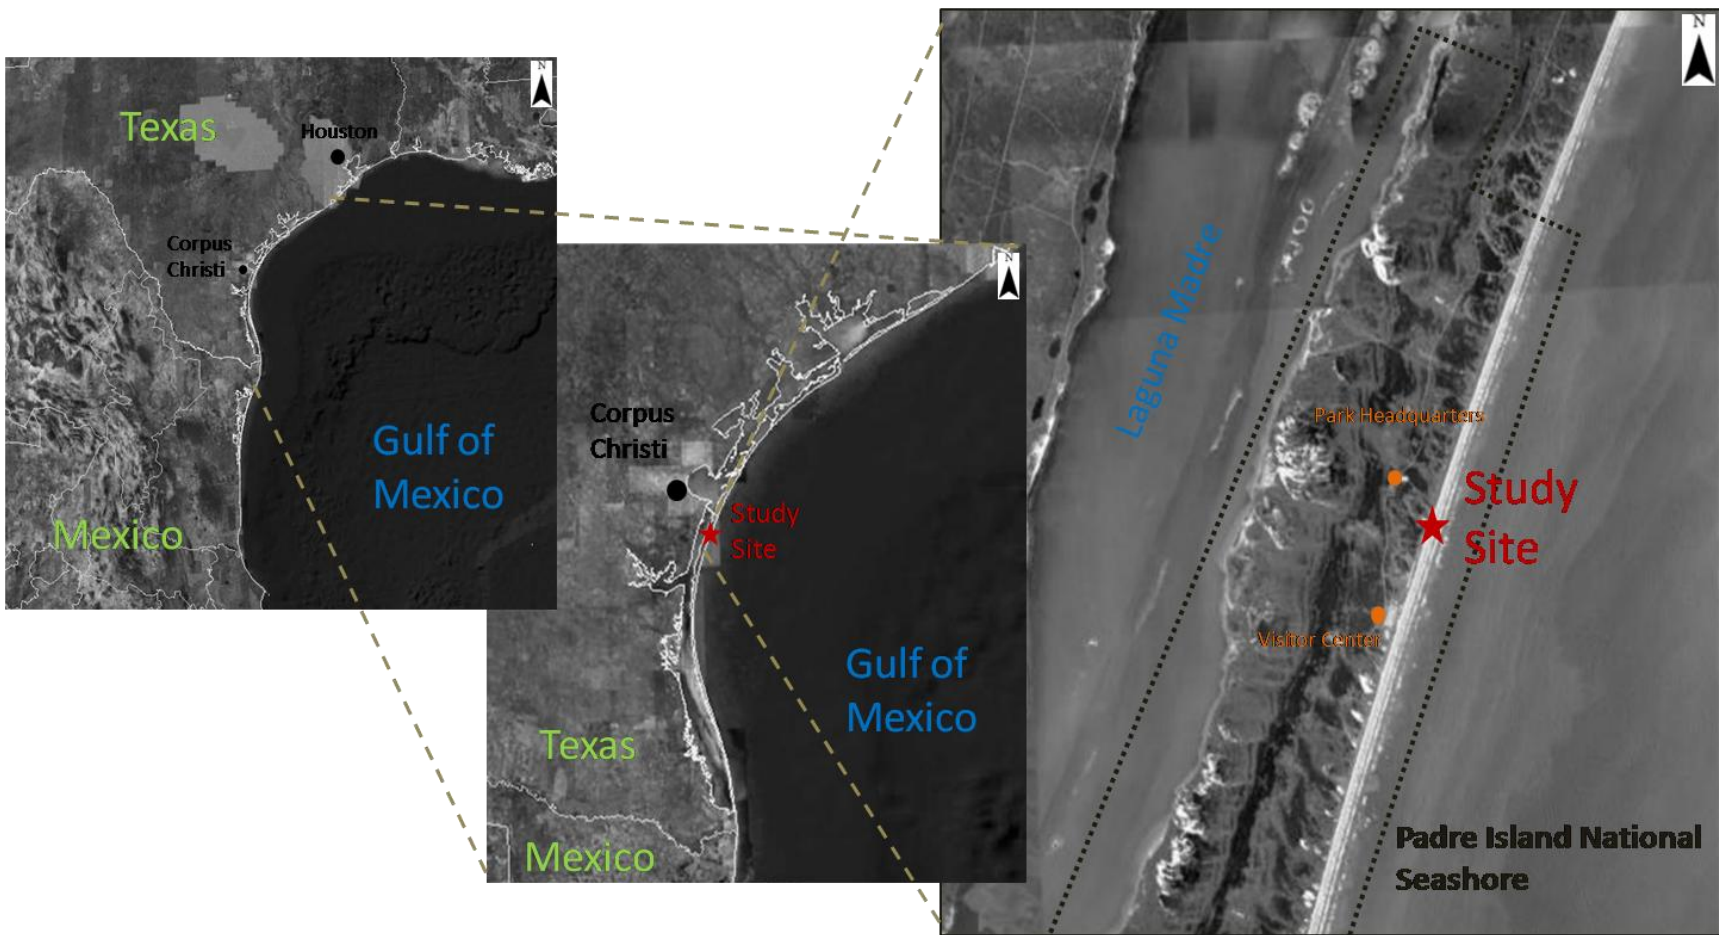 N
Texas
Houston
Corpus
Christi
Gulf of
Mexico
Mexico
N
Corpus
Christi
Study
Site
Gulf of
Mexico
Texas
Mexico
N
Laguna Madre
Park Headquarters
Study
Site
Visitor Center
Padre Island National
Seashore